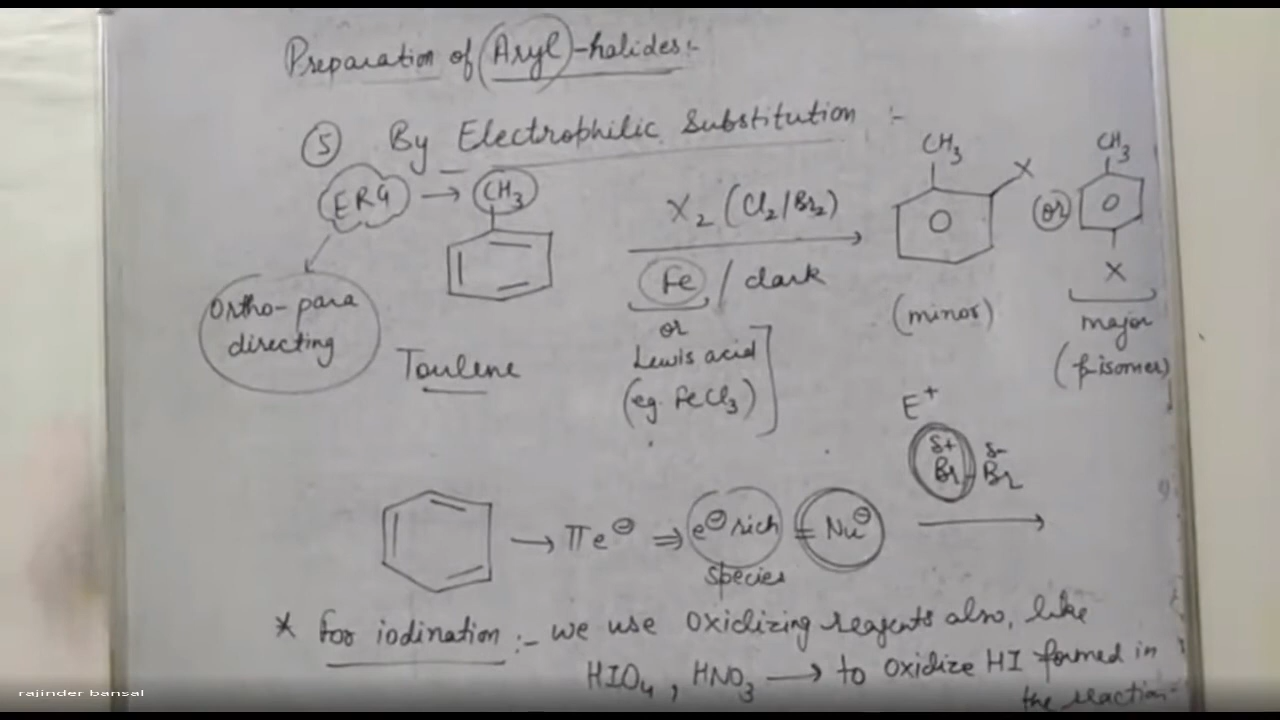 Preparation of Aryl-halides:-
(5) By Electrophilic Substitution :-
ERG → CH₃
Ortho-para
directing
Toulene
X₂ (Cl₂/Br₂)
Fe / dark
or
Lewis acid
(eg. FeCl₃)
CH₃
X
(minor)
(or)
CH₃
X
major
(p-isomer)
E⁺
δ+ δ-
Br-Br
→ πe⊖ ⇒ e⊖ rich = Nu⊖
species
* for iodination :- we use oxidizing reagents also, like
HIO₄, HNO₃ → to oxidize HI formed in
the reaction-
rajinder bansal